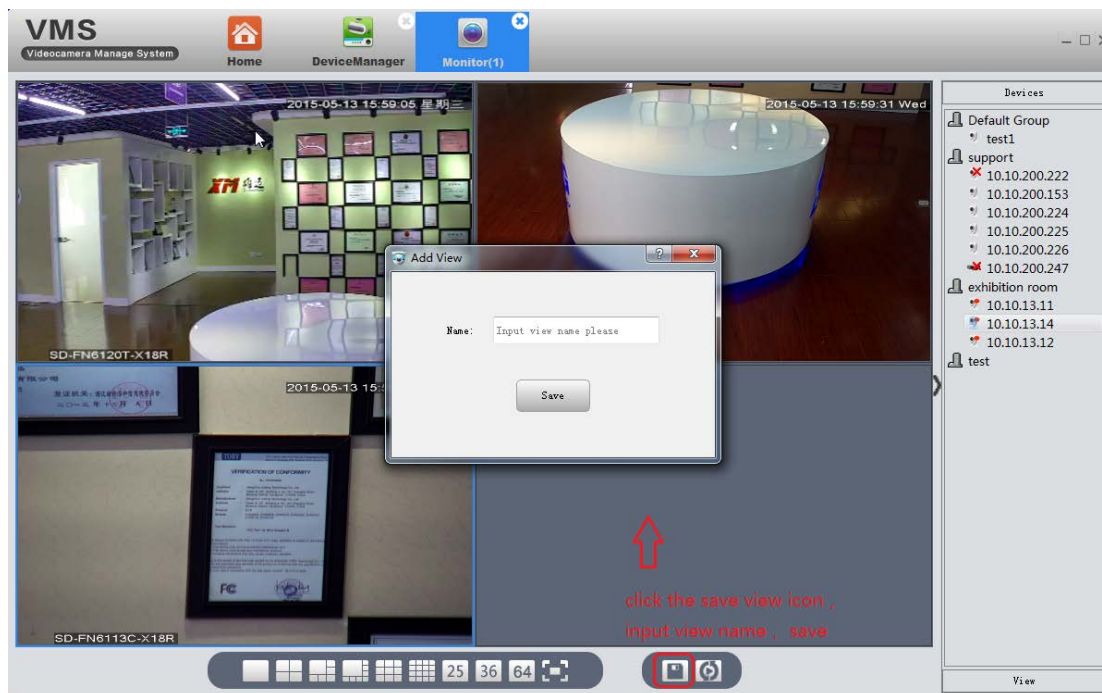 VMS
Videocamera Manage System
Home
DeviceManager
Monitor(1)
2015-05-13 15:59:05 星期三
XM
SD-FN6120T-X18R
2015-05-13 15:59:31 Wed
Add View
Name:
Input view name please
Save
2015-05-13 15:5
VERIFICATION OF CONFORMITY
FC
SD-FN6113C-X18R
click the save view icon ,
input view name , save
25 36 64
Devices
Default Group
test1
support
10.10.200.222
10.10.200.153
10.10.200.224
10.10.200.225
10.10.200.226
10.10.200.247
exhibition room
10.10.13.11
10.10.13.14
10.10.13.12
test
View